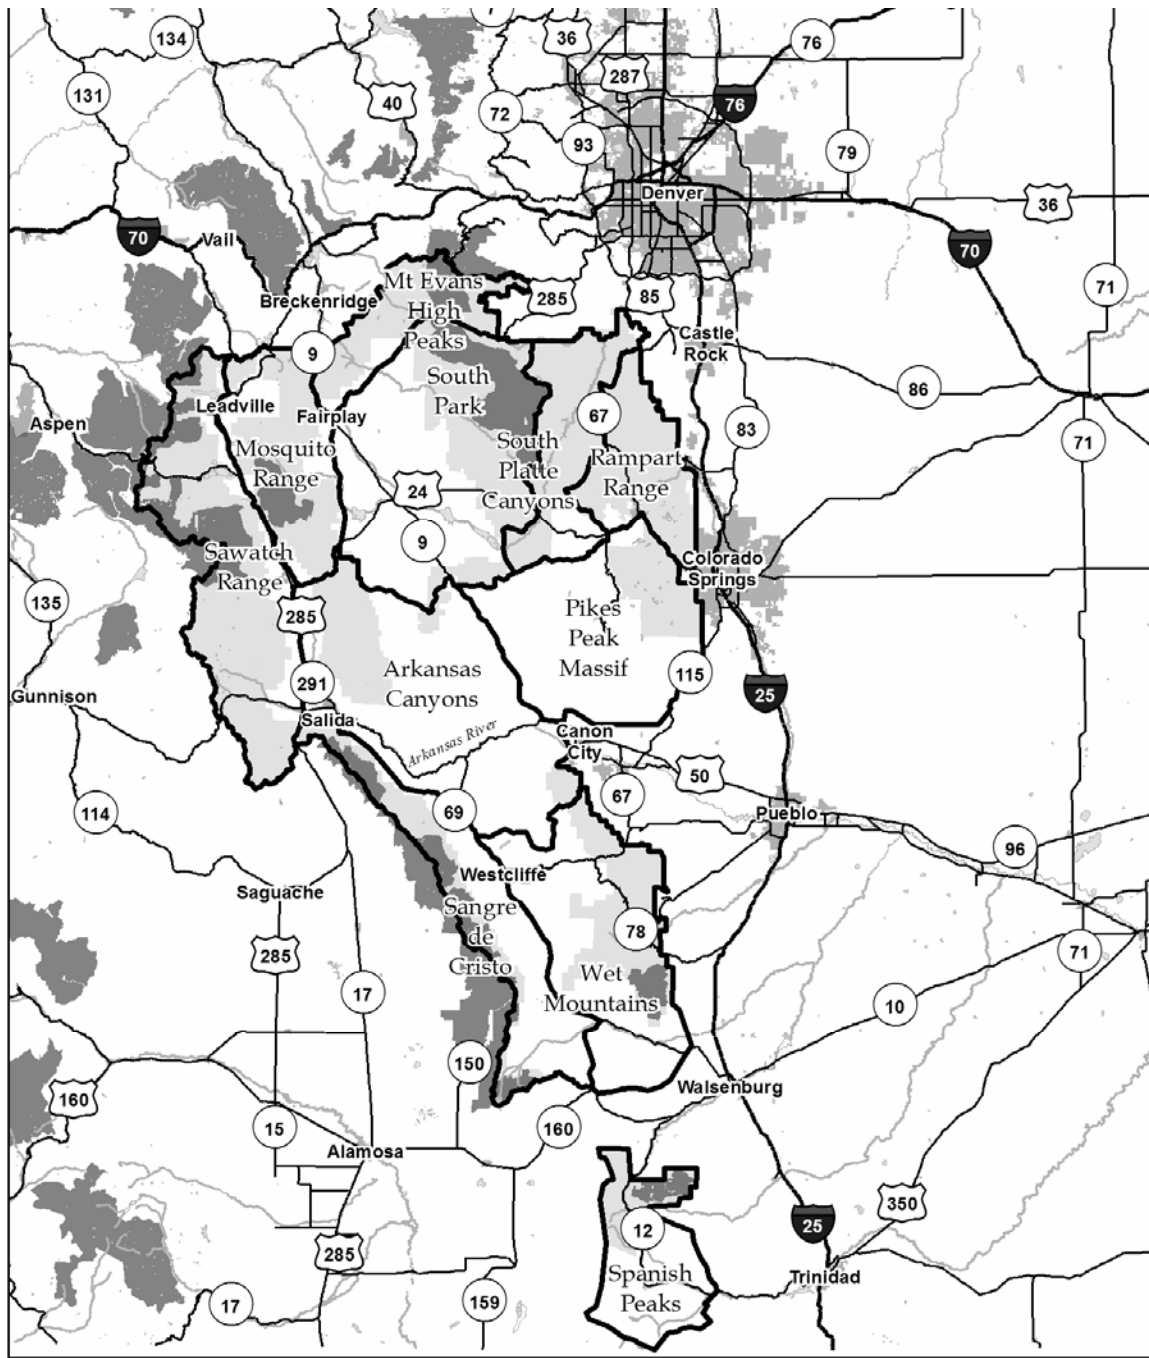 7
134
36
76
287
131
40
72
76
93
79
Denver
36
70
Vail
70
Mt Evans
High
Peaks
285
85
71
Breckenridge
Castle
Rock
9
South
Park
86
Leadville
Fairplay
67
Aspen
83
71
Mosquito
Range
South
Platte
Canyons
Rampart
Range
24
9
Sawatch
Range
Colorado
Springs
135
285
Pikes
Peak
Massif
Arkansas
Canyons
115
291
25
Gunnison
Salida
Arkansas River
Canon
City
50
67
114
69
Pueblo
96
Westcliffe
Saguache
Sangre
de
Cristo
78
285
71
Wet
Mountains
17
10
150
Walsenburg
160
15
160
Alamosa
350
12
25
285
Spanish
Peaks
Trinidad
17
159